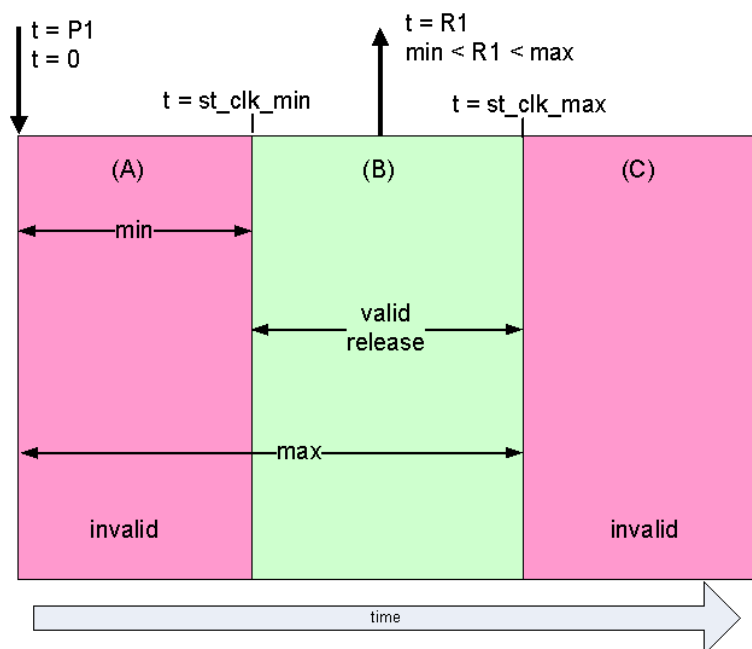 t = P1
t = 0
t = R1
min < R1 < max
t = st_clk_min
t = st_clk_max
(A)
(B)
(C)
min
valid
release
max
invalid
invalid
time